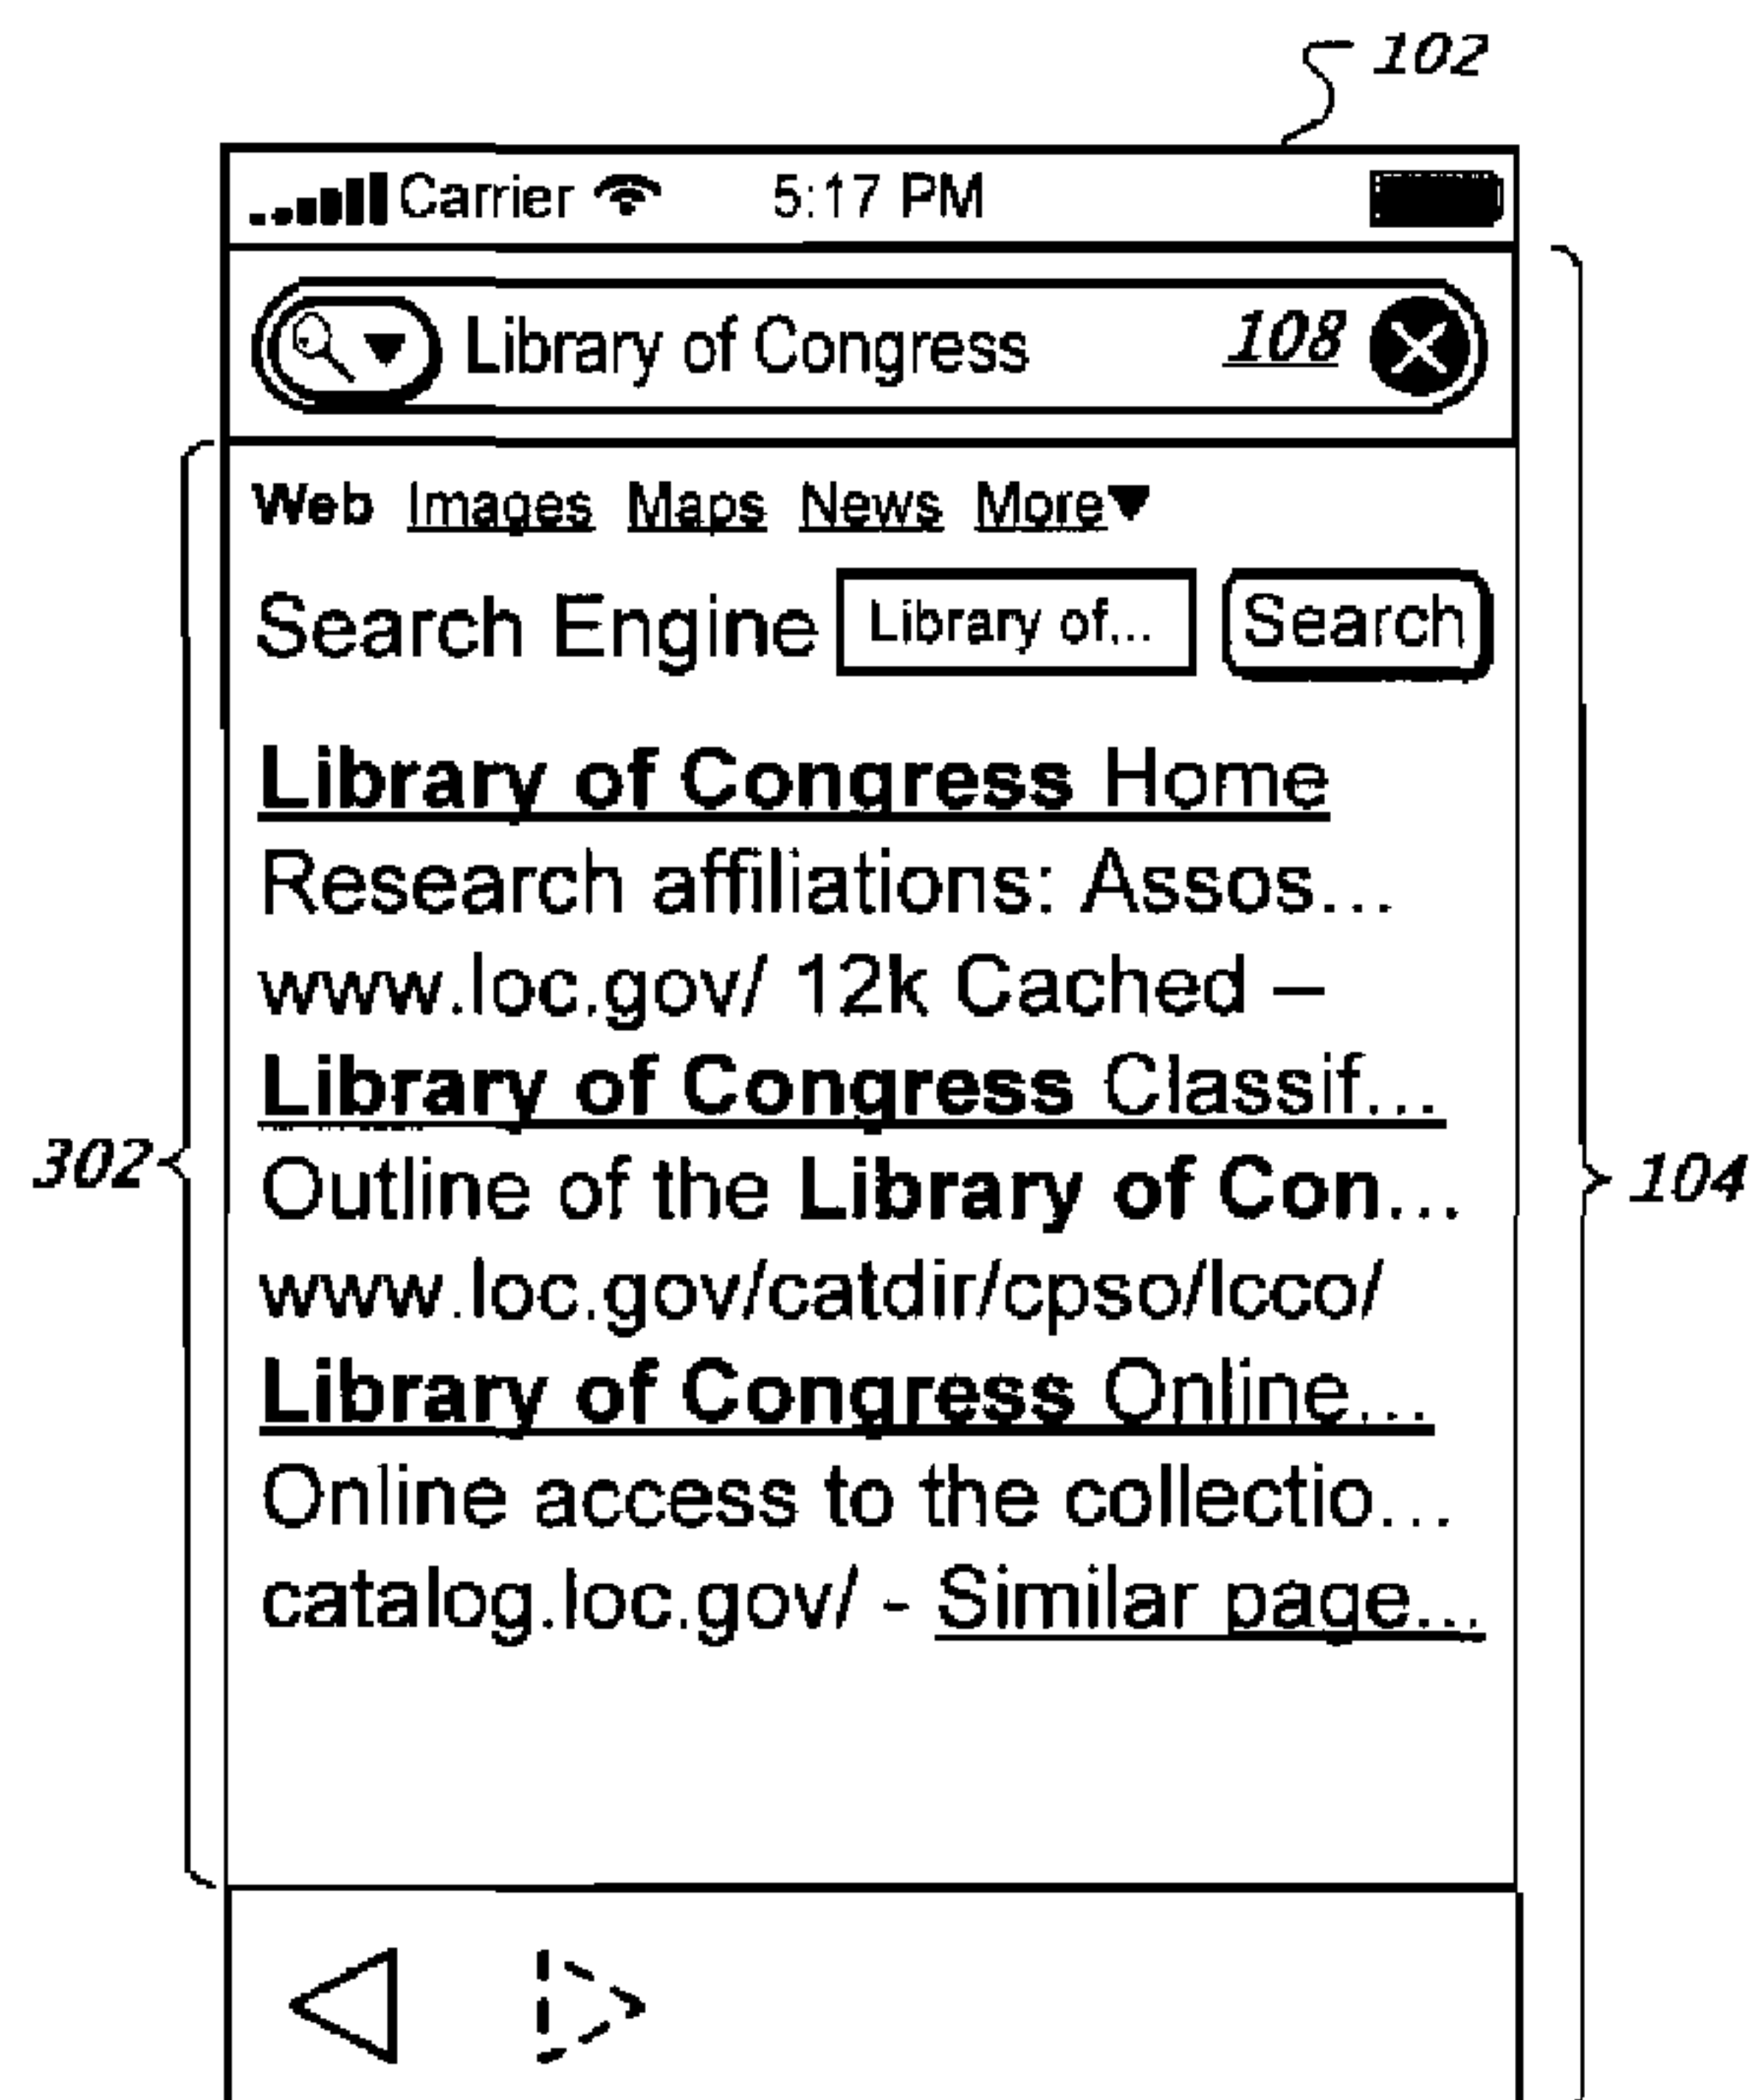 102
Carrier 5:17 PM
Library of Congress 108
Web Images Maps News More
Search Engine Library of... Search
Library of Congress Home
Research affiliations: Assos...
www.loc.gov/ 12k Cached –
Library of Congress Classif...
302
Outline of the Library of Con...
104
www.loc.gov/catdir/cpso/lcco/
Library of Congress Online...
Online access to the collectio...
catalog.loc.gov/ - Similar page...